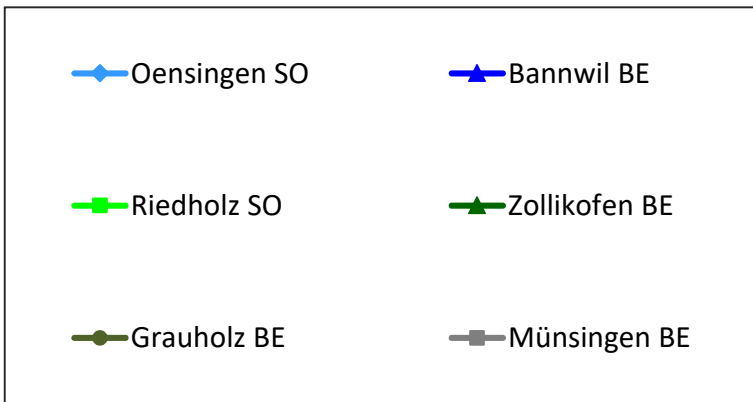 Oensingen SO Bannwil BE
Riedholz SO Zollikofen BE
Grauholz BE Münsingen BE